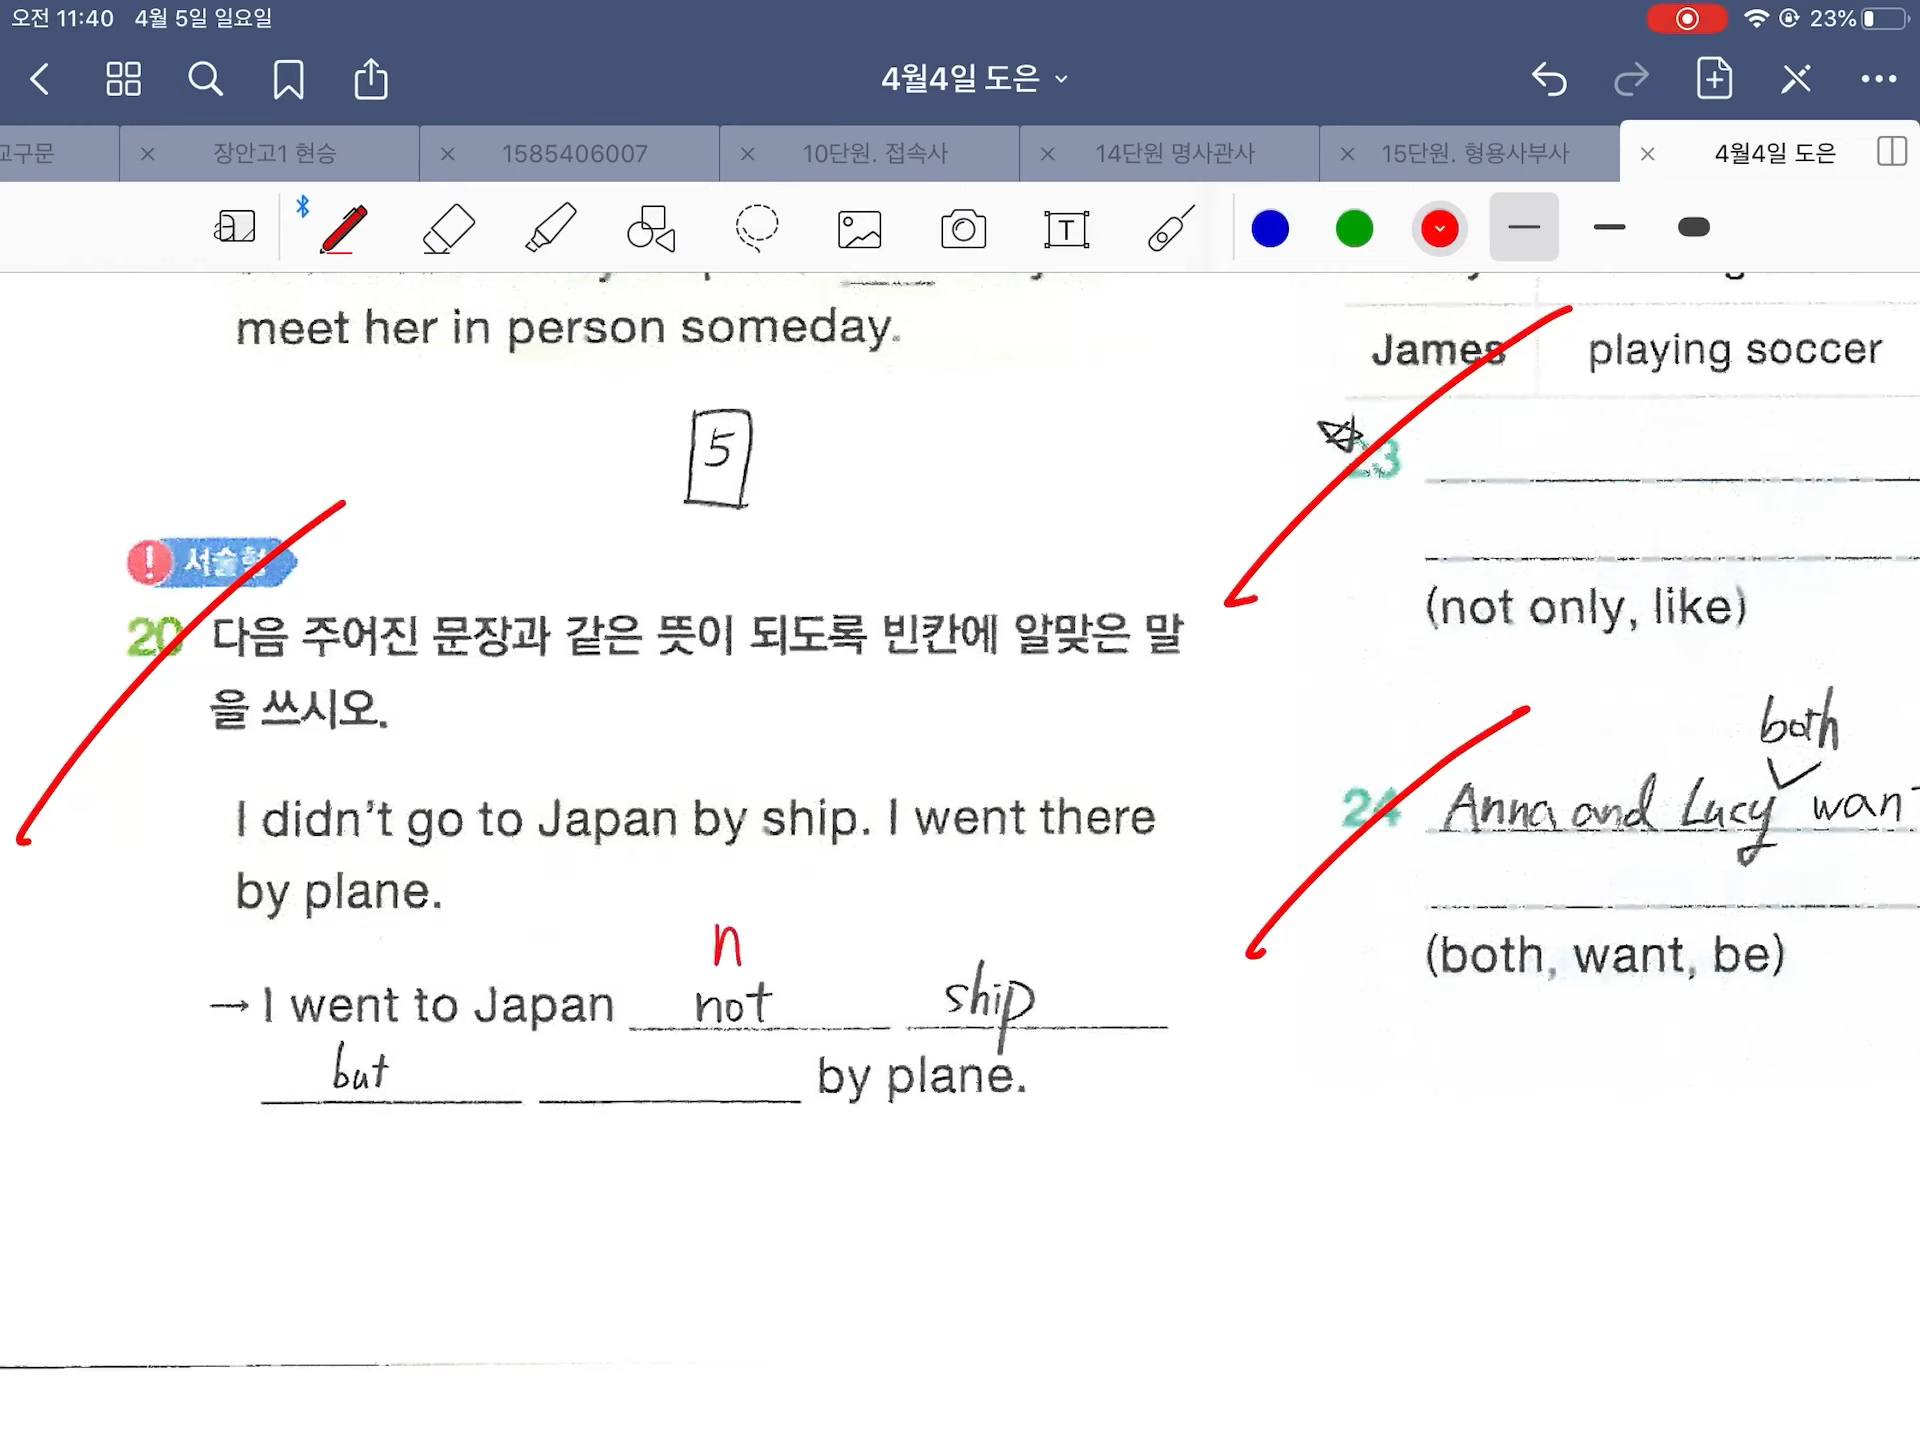 오전 11:40 4월 5일 일요일
23%
4월4일 도은
교구문
장안고1 현승
1585406007
10단원. 접속사
14단원 명사관사
15단원. 형용사부사
4월4일 도은
meet her in person someday.
5
서술형
20 다음 주어진 문장과 같은 뜻이 되도록 빈칸에 알맞은 말
을 쓰시오.
I didn't go to Japan by ship. I went there
by plane.
n
→ I went to Japan not ship
but by plane.
James playing soccer
23
(not only, like)
both
24 Anna and Lucy want
(both, want, be)